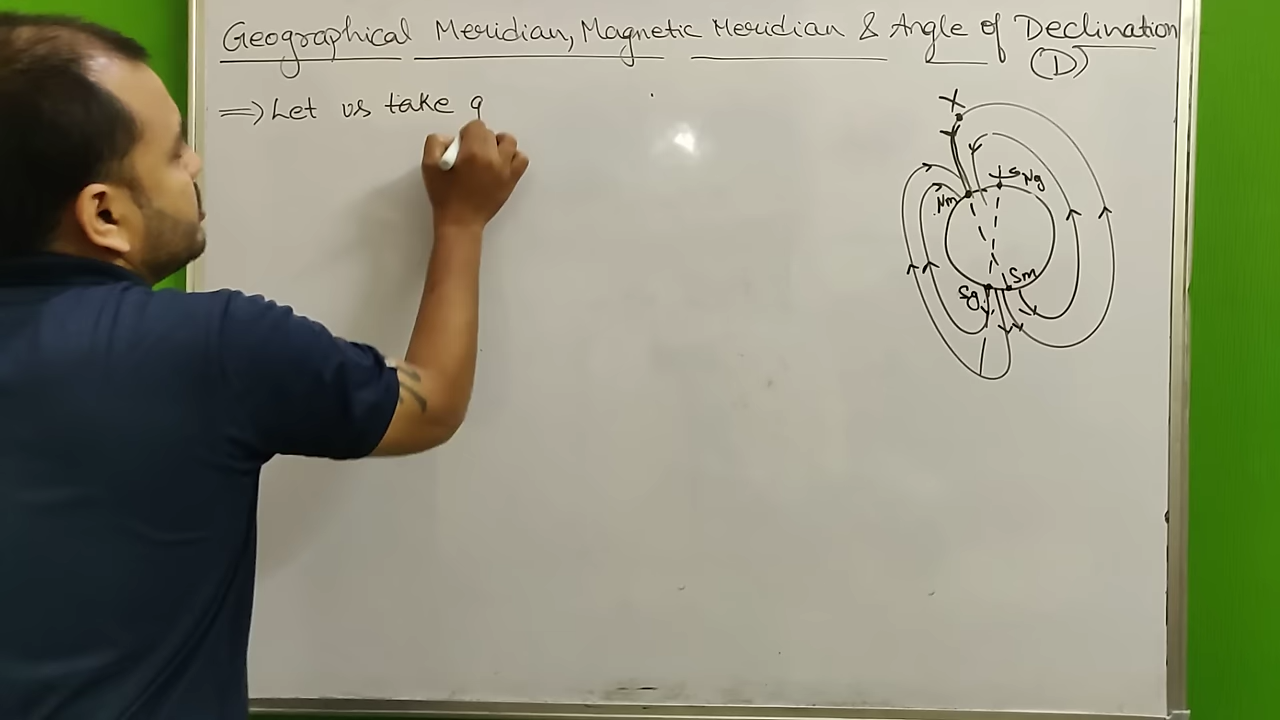 Geographical Meridian, Magnetic Meridian & Angle of Declination
(D)
⇒ Let us take a
X
Nm
Ng
Sg
Sm